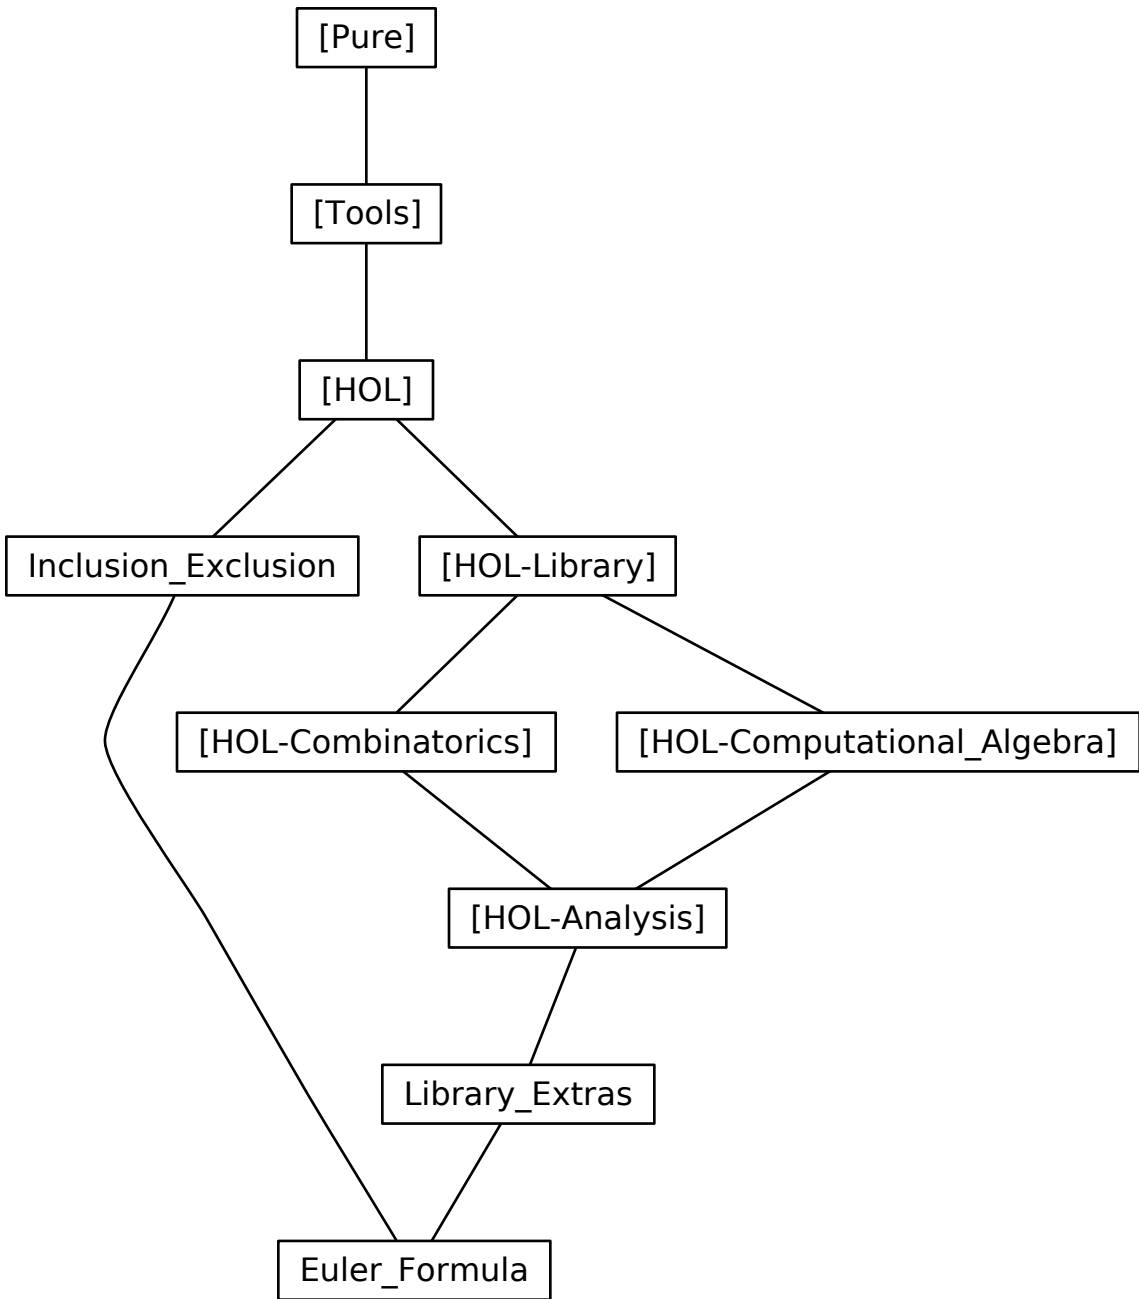 [Pure]
[Tools]
[HOL]
Inclusion_Exclusion
[HOL-Library]
[HOL-Combinatorics]
[HOL-Computational_Algebra]
[HOL-Analysis]
Library_Extras
Euler_Formula